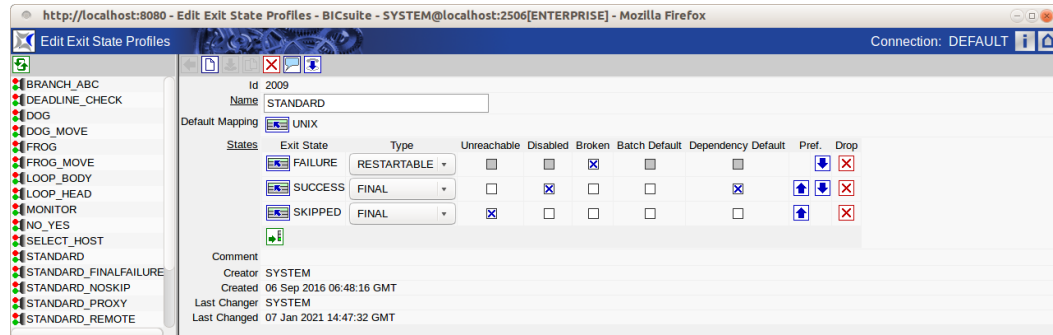 http://localhost:8080 - Edit Exit State Profiles - BICsuite - SYSTEM@localhost:2506[ENTERPRISE] - Mozilla Firefox
Edit Exit State Profiles
Connection: DEFAULT
BRANCH_ABC
DEADLINE_CHECK
DOG
DOG_MOVE
FROG
FROG_MOVE
LOOP_BODY
LOOP_HEAD
MONITOR
NO_YES
SELECT_HOST
STANDARD
STANDARD_FINALFAILURE
STANDARD_NOSKIP
STANDARD_PROXY
STANDARD_REMOTE
Id 2009
Name STANDARD
Default Mapping UNIX
States Exit State Type Unreachable Disabled Broken Batch Default Dependency Default Pref. Drop
FAILURE RESTARTABLE
SUCCESS FINAL
SKIPPED FINAL
Comment
Creator SYSTEM
Created 06 Sep 2016 06:48:16 GMT
Last Changer SYSTEM
Last Changed 07 Jan 2021 14:47:32 GMT